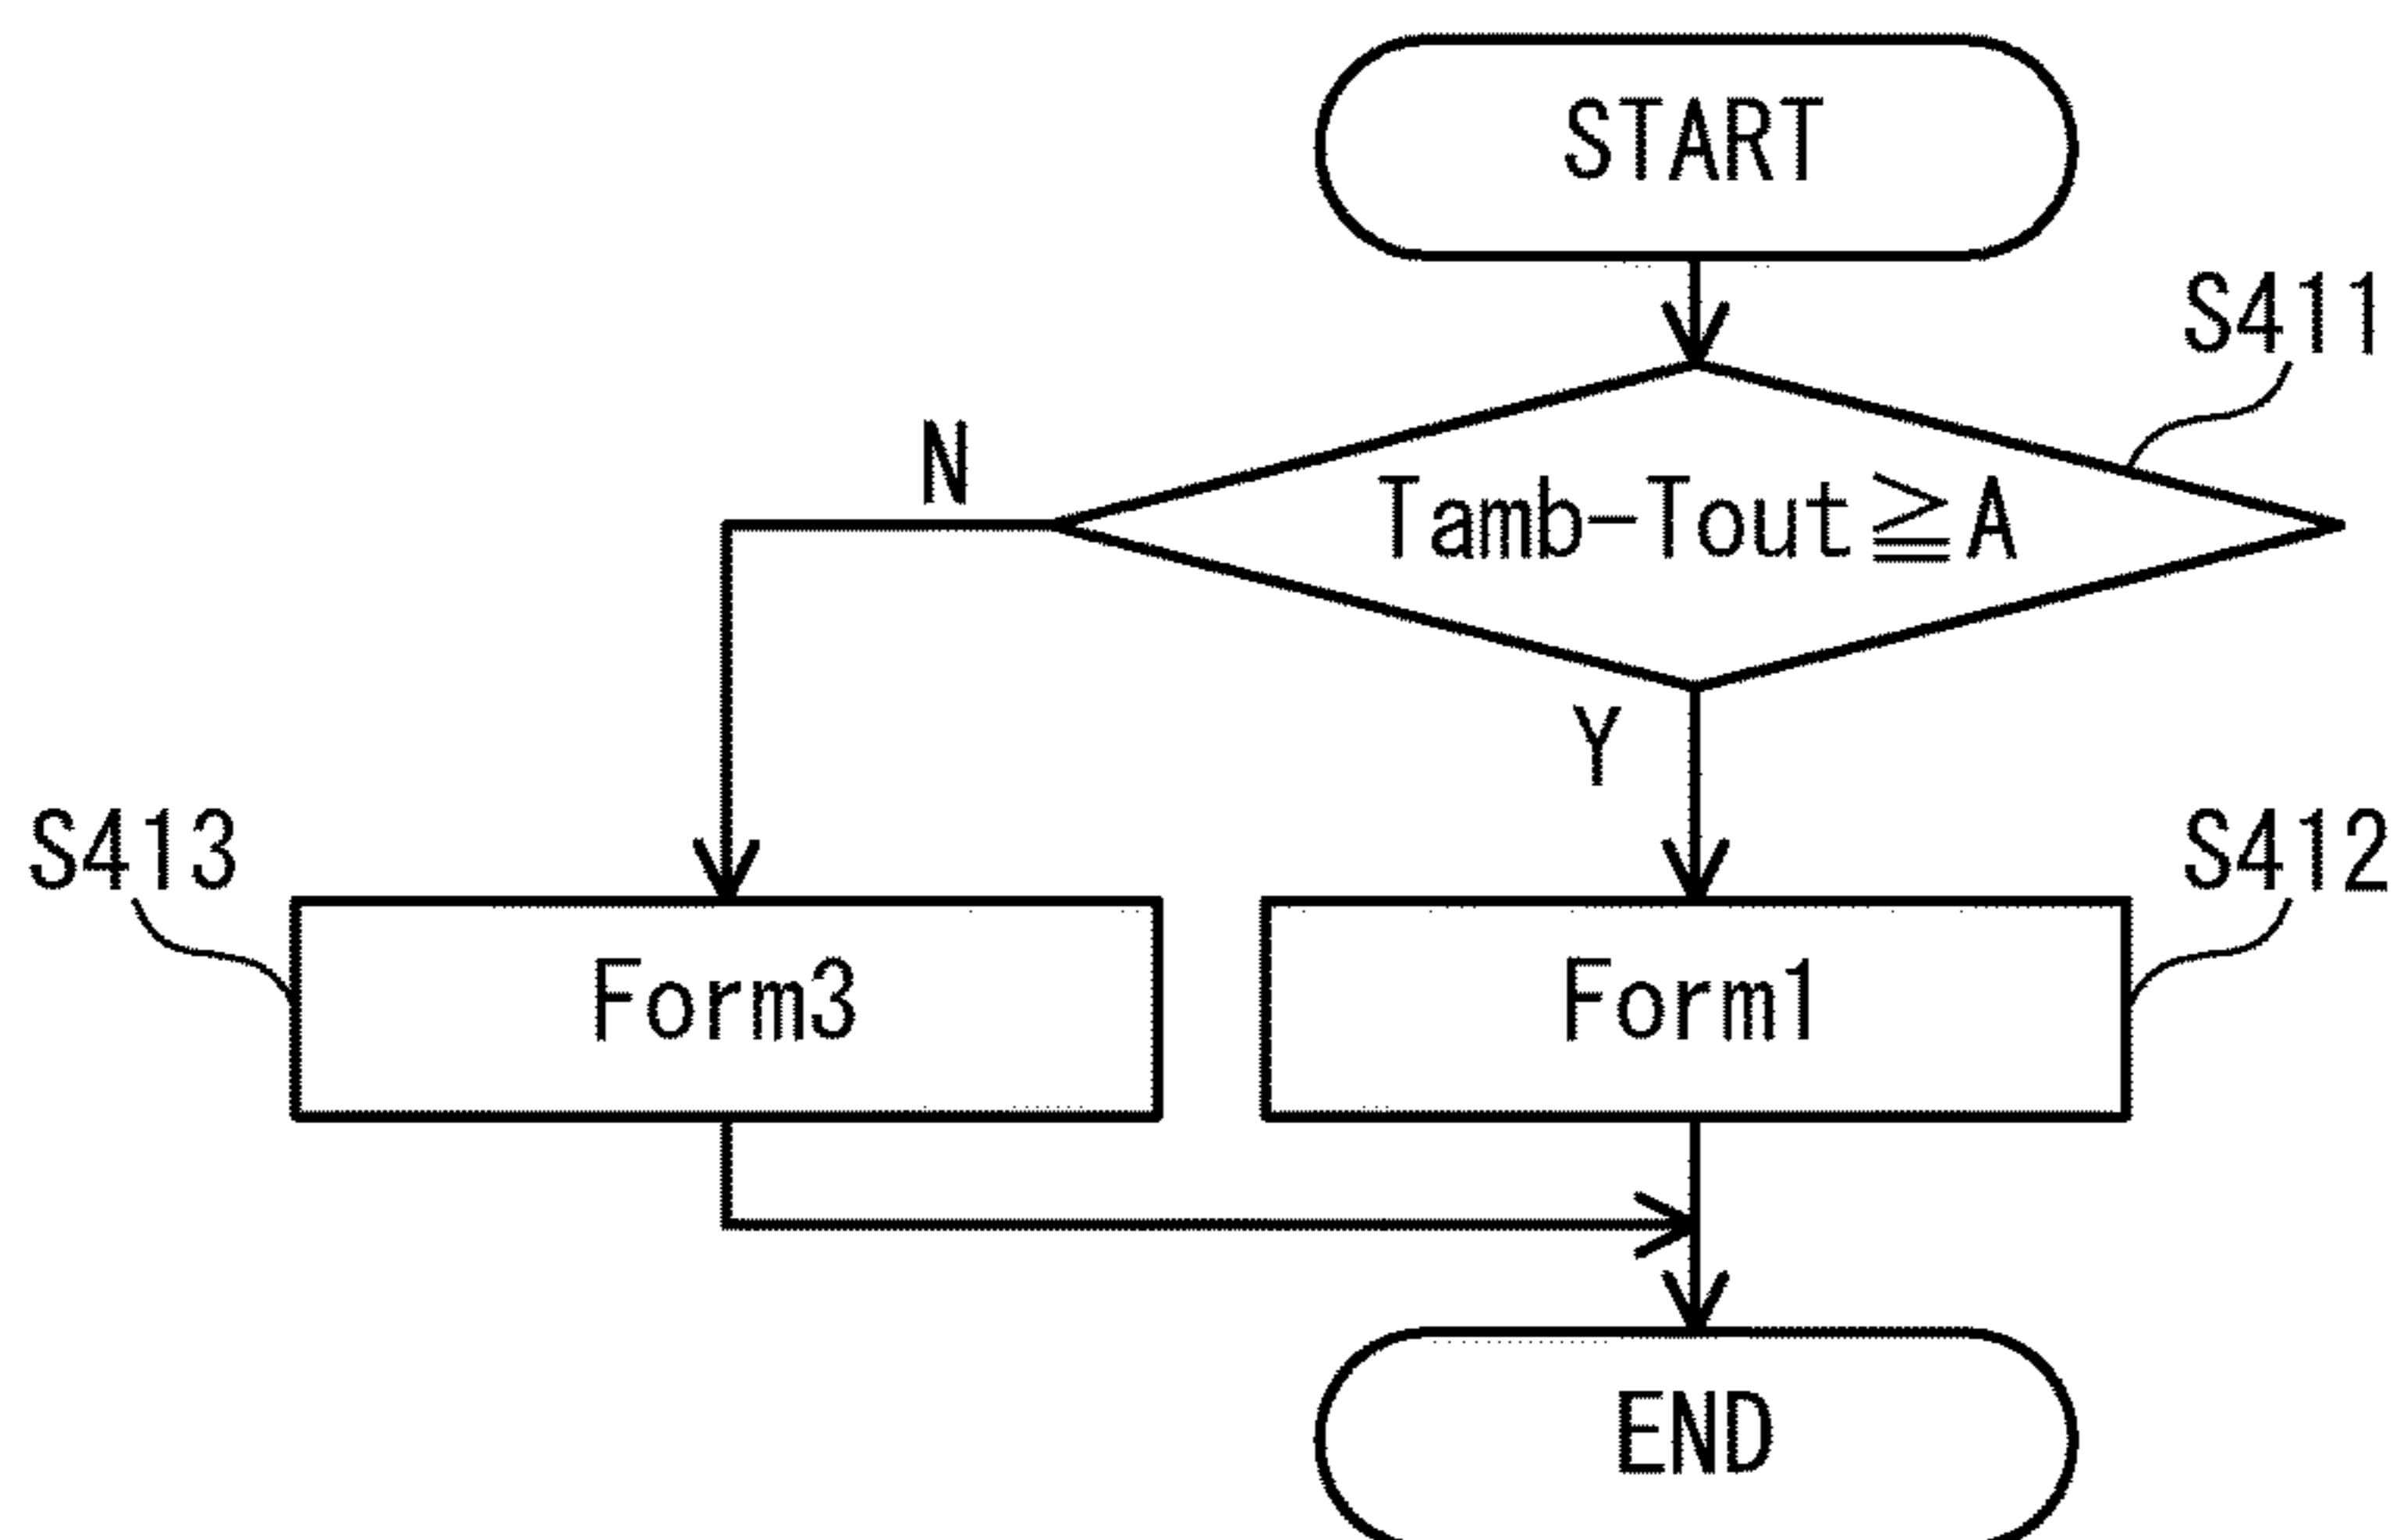 START
S411
N
Tamb-Tout≧A
Y
S413
S412
Form3
Form1
END